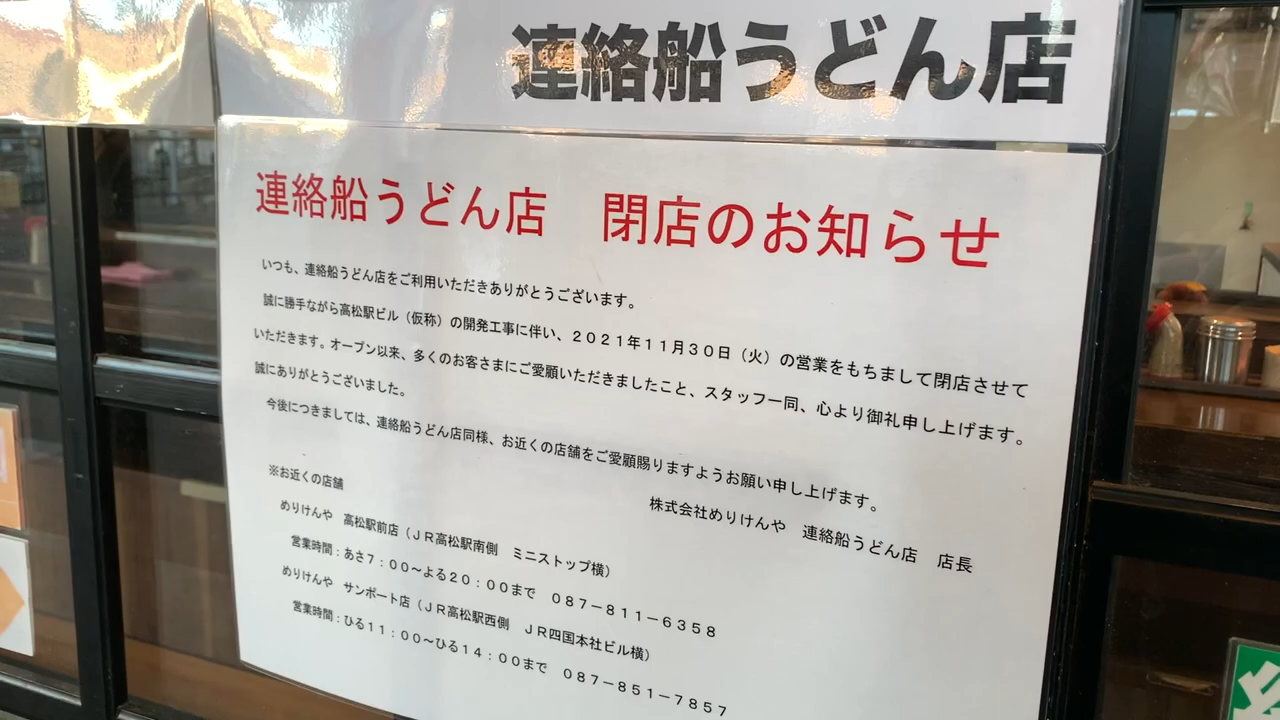 連絡船うどん店
連絡船うどん店　閉店のお知らせ
いつも、連絡船うどん店をご利用いただきありがとうございます。
誠に勝手ながら高松駅ビル（仮称）の開発工事に伴い、２０２１年１１月３０日（火）の営業をもちまして閉店させて
いただきます。オープン以来、多くのお客さまにご愛顧いただきましたこと、スタッフ一同、心より御礼申し上げます。
誠にありがとうございました。
今後につきましては、連絡船うどん店同様、お近くの店舗をご愛顧賜りますようお願い申し上げます。
株式会社めりけんや　連絡船うどん店　店長
※お近くの店舗
めりけんや　高松駅前店（ＪＲ高松駅南側　ミニストップ横）
営業時間：あさ７：００～よる２０：００まで　０８７－８１１－６３５８
めりけんや　サンポート店（ＪＲ高松駅西側　ＪＲ四国本社ビル横）
営業時間：ひる１１：００～ひる１４：００まで　０８７－８５１－７８５７